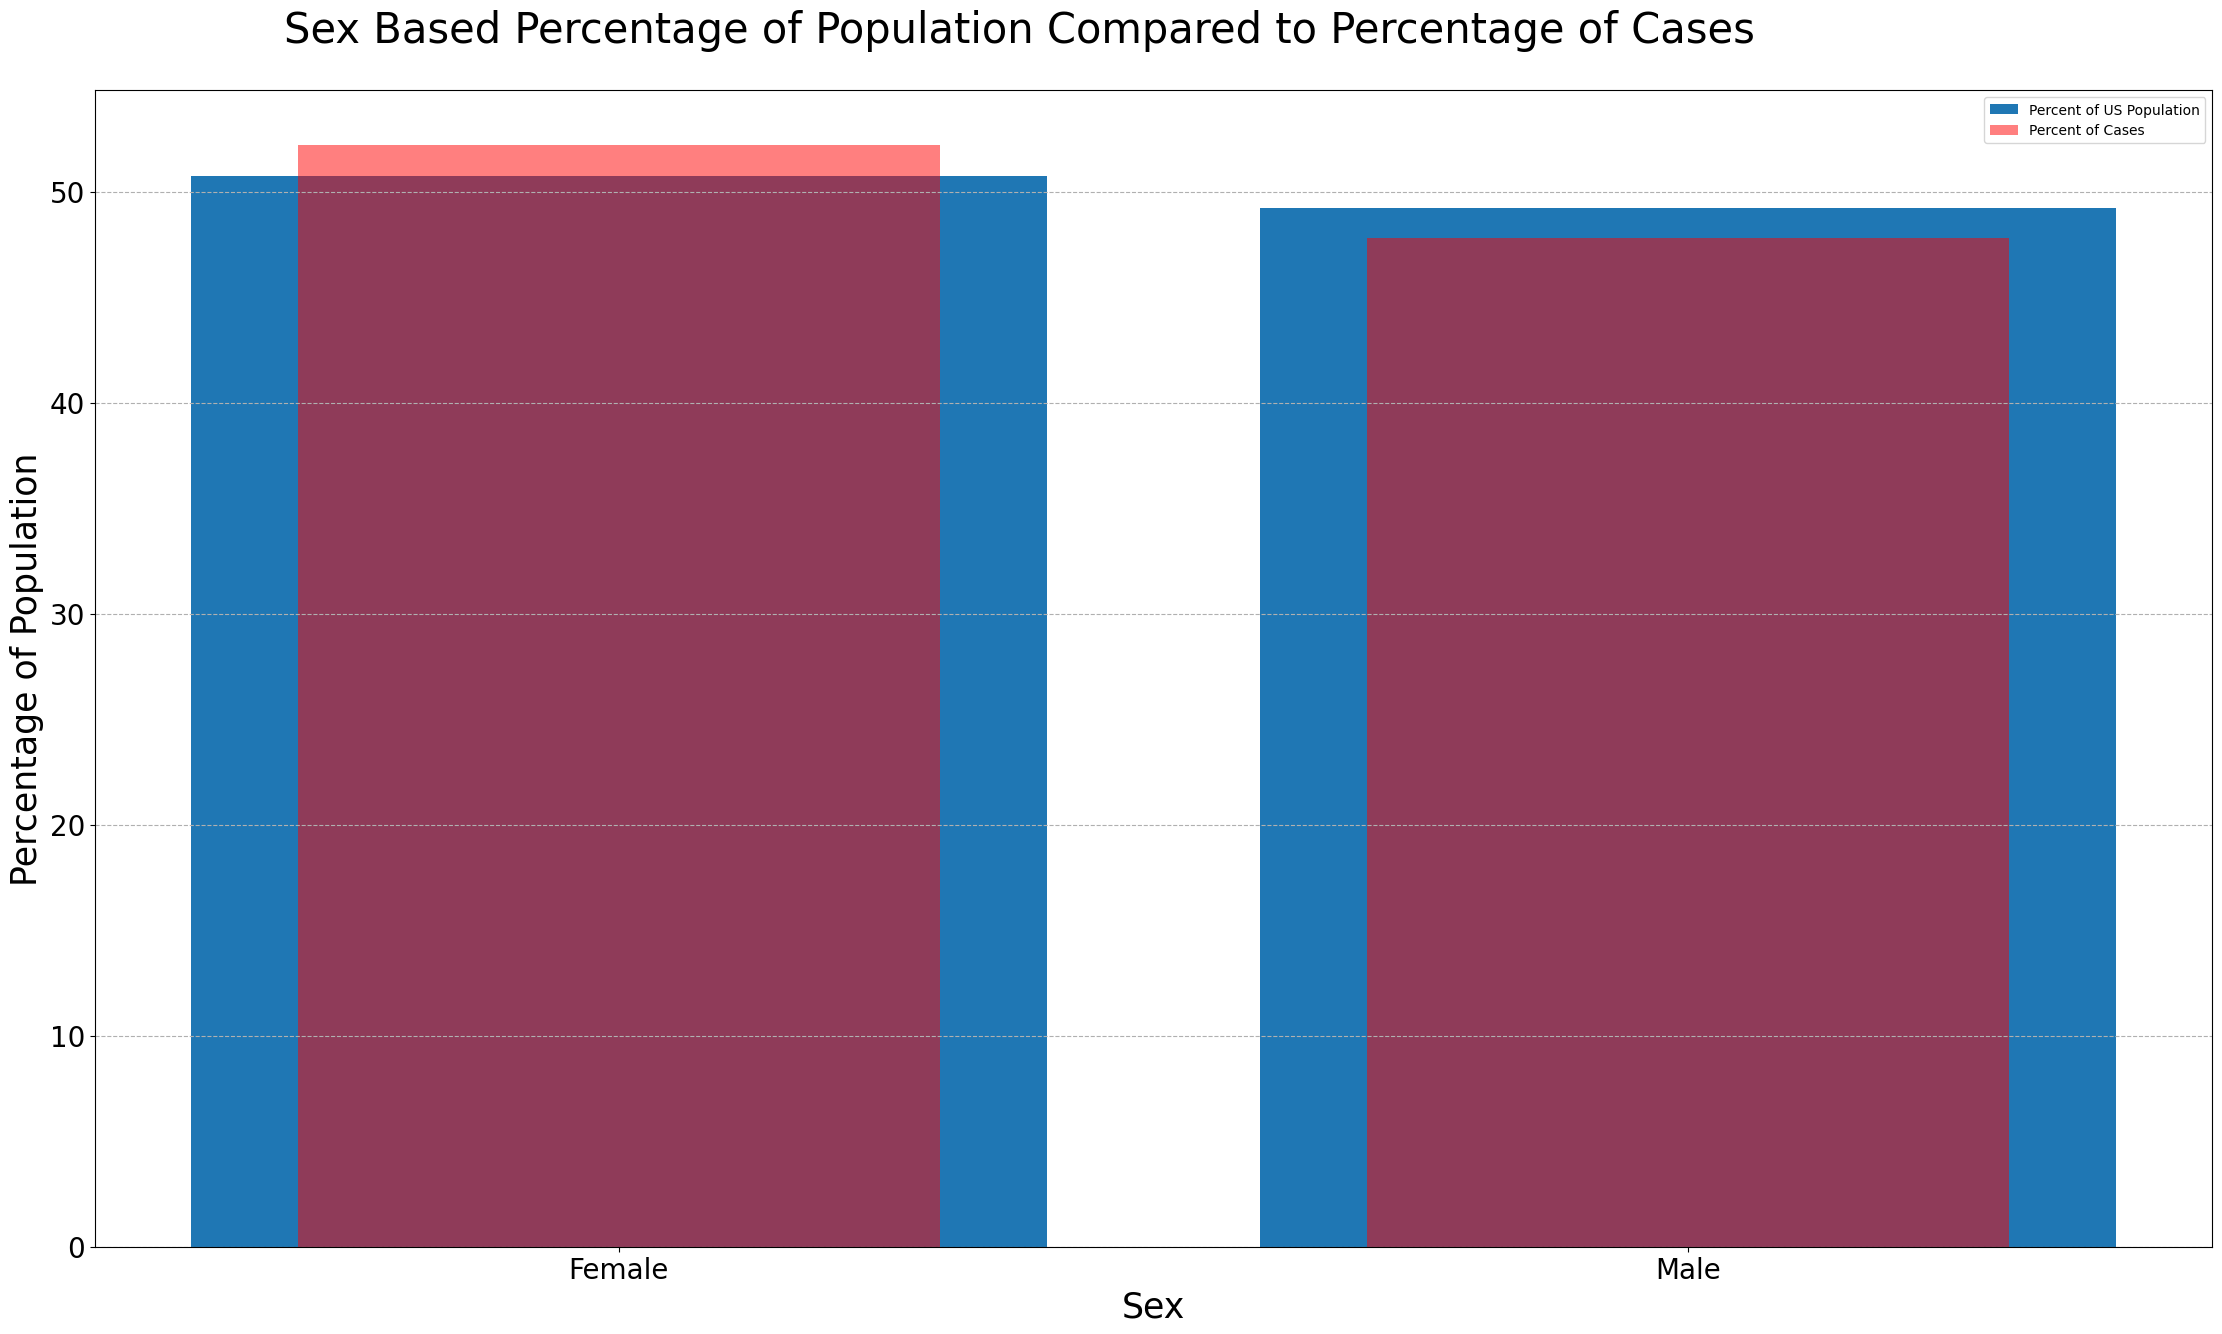 Sex Based Percentage of Population Compared to Percentage of Cases
Percent of US Population
Percent of Cases
Percentage of Population
50
40
30
20
10
0
Female
Male
Sex